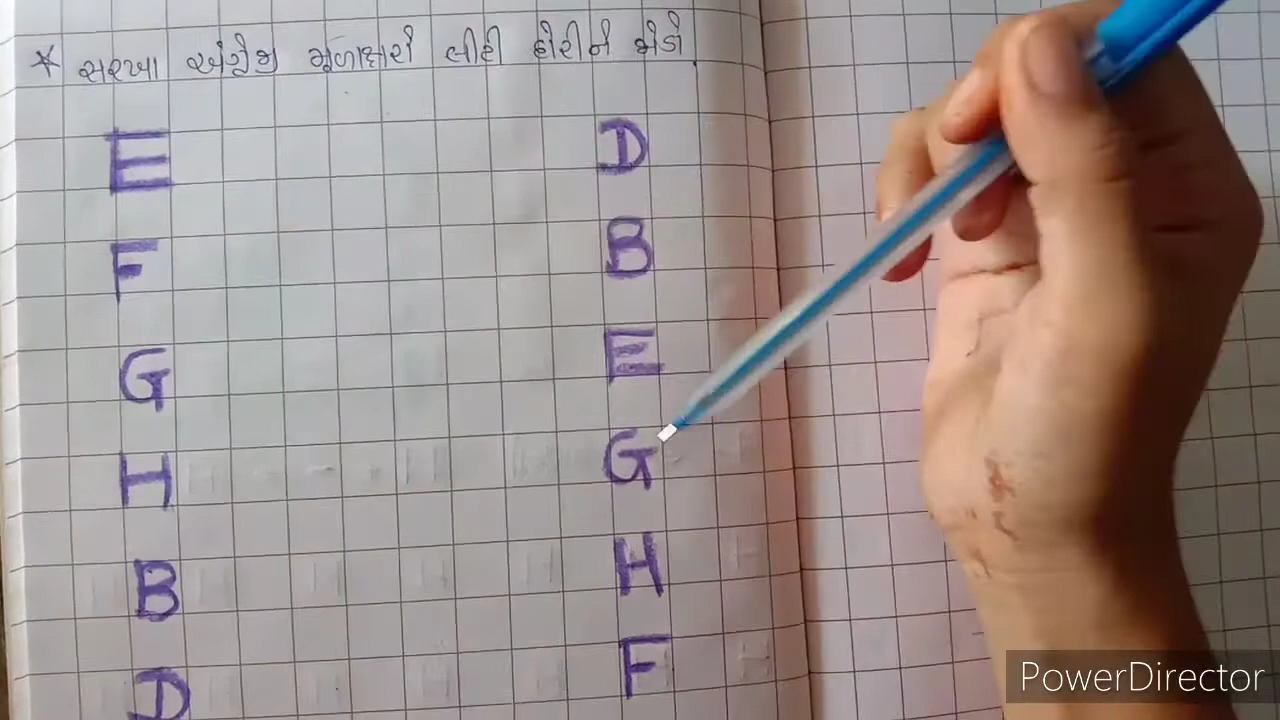 * સરખા અંગ્રેજી મૂળાક્ષરો લીટી દોરીને જોડો.
E D
F B
G E
H G
B H
D F
PowerDirector